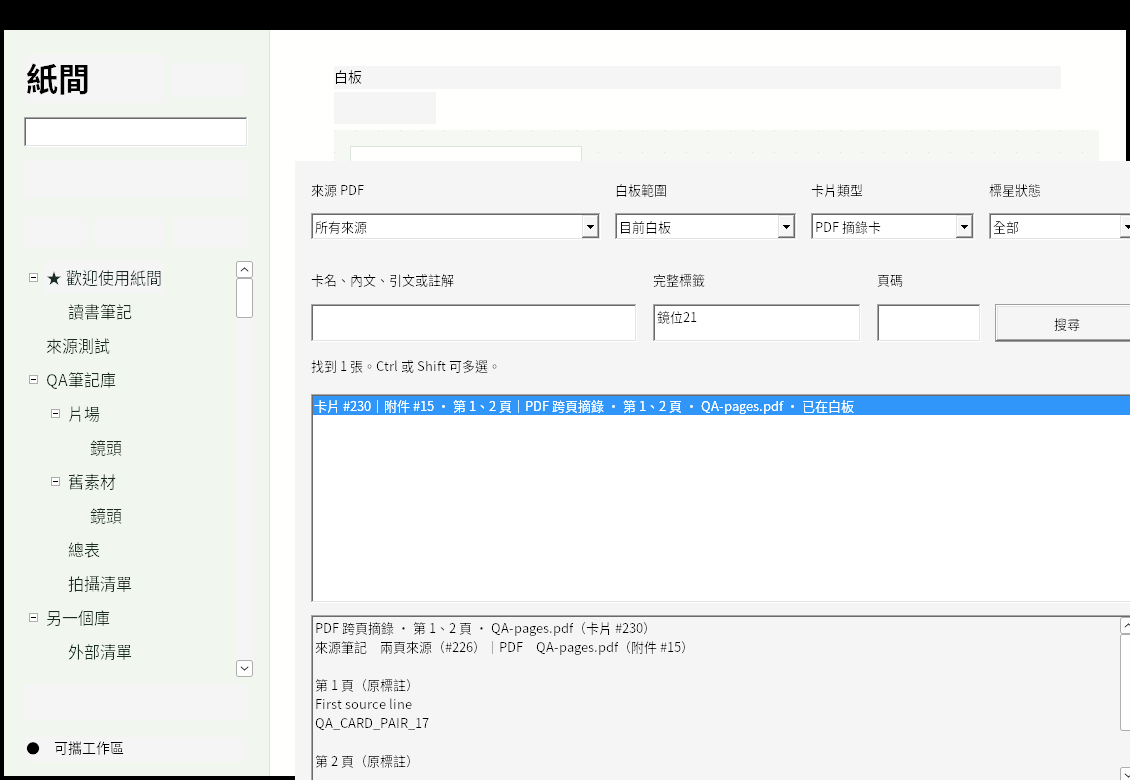 紙間
白板
來源 PDF
白板範圍
卡片類型
標星狀態
所有來源
目前白板
PDF 摘錄卡
全部
卡名、內文、引文或註解
完整標籤
頁碼
鏡位21
搜尋
找到 1 張。Ctrl 或 Shift 可多選。
卡片 #230｜附件 #15 · 第 1、2 頁｜PDF 跨頁摘錄 · 第 1、2 頁 · QA-pages.pdf · 已在白板
PDF 跨頁摘錄 · 第 1、2 頁 · QA-pages.pdf（卡片 #230）
來源筆記　兩頁來源（#226）｜PDF　QA-pages.pdf（附件 #15）
第 1 頁（原標註）
First source line
QA_CARD_PAIR_17
第 2 頁（原標註）
★ 歡迎使用紙間
讀書筆記
來源測試
QA筆記庫
片場
鏡頭
舊素材
鏡頭
總表
拍攝清單
另一個庫
外部清單
● 可攜工作區